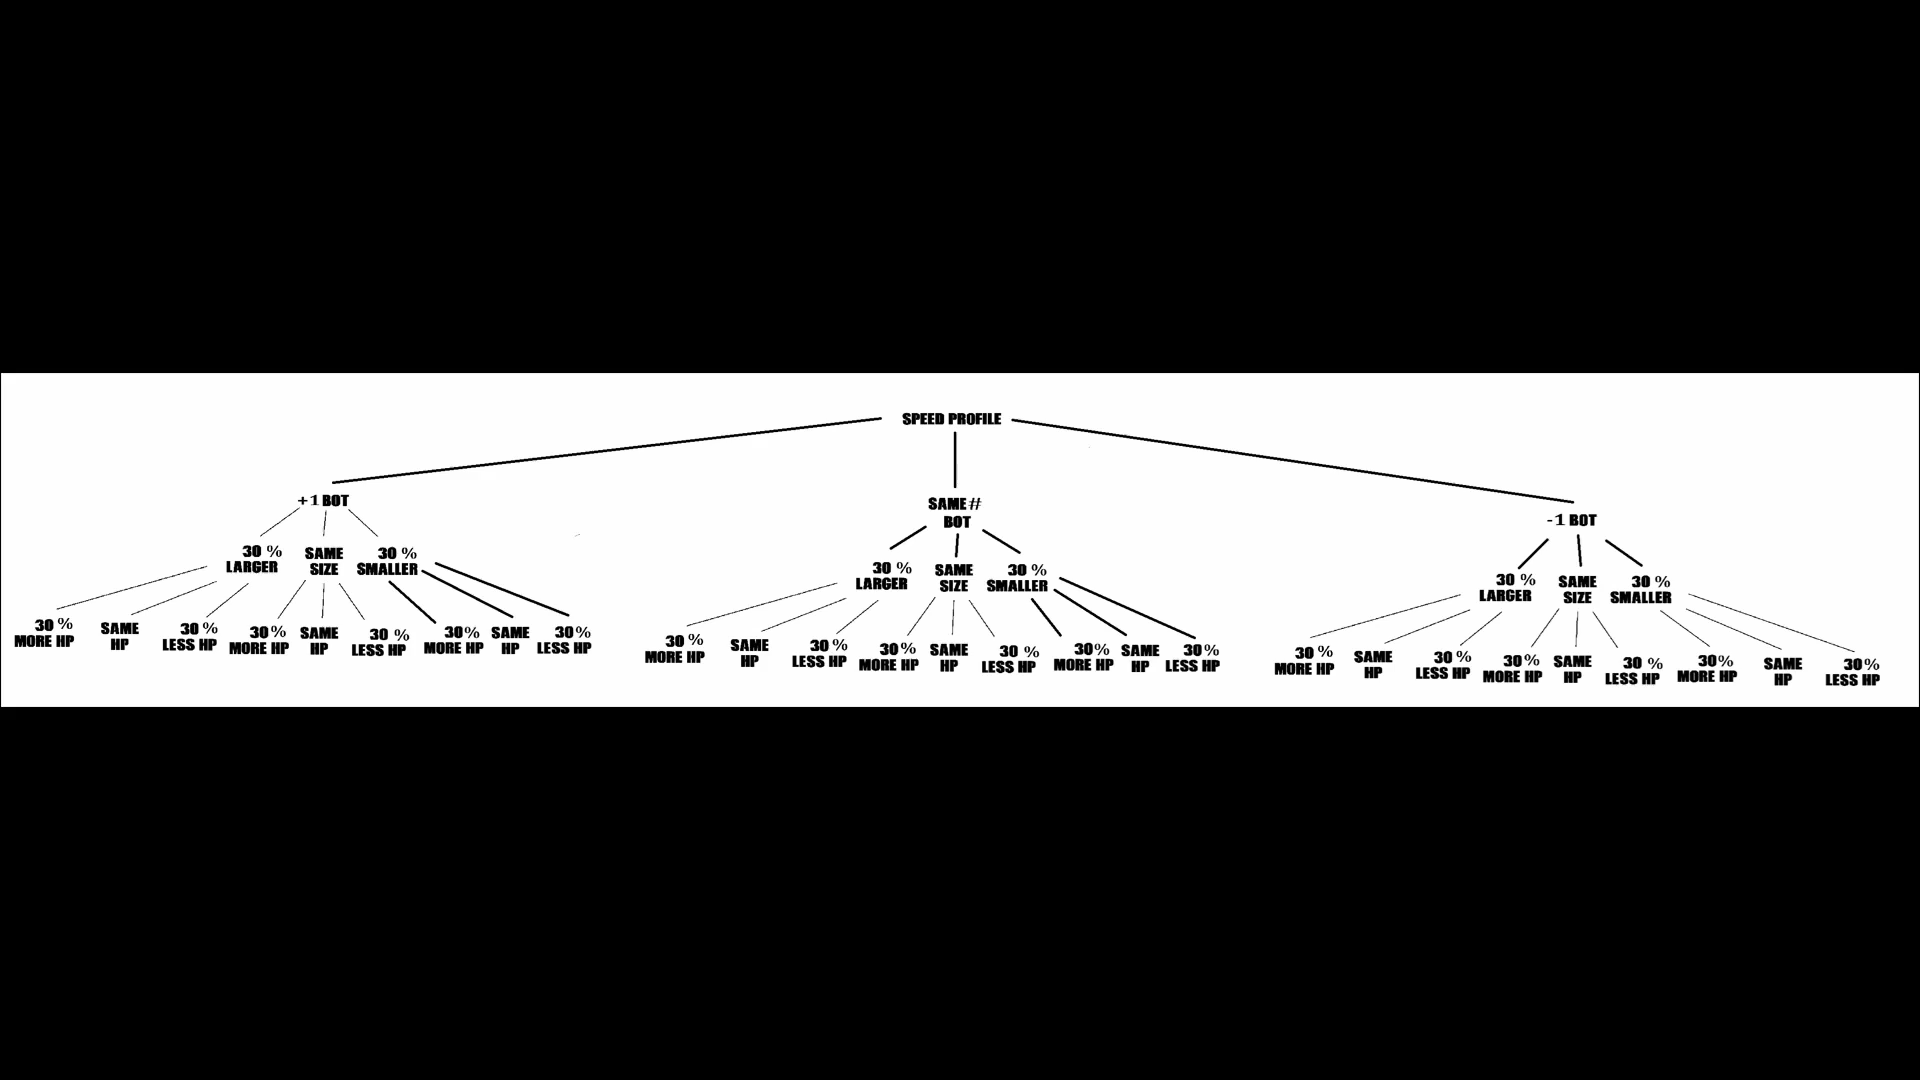 SPEED PROFILE
+1 BOT
SAME #
BOT
-1 BOT
30 %
LARGER
SAME
SIZE
30 %
SMALLER
30 %
LARGER
SAME
SIZE
30 %
SMALLER
30 %
LARGER
SAME
SIZE
30 %
SMALLER
30 %
MORE HP
SAME
HP
30 %
LESS HP
30 %
MORE HP
SAME
HP
30 %
LESS HP
30%
MORE HP
SAME
HP
30%
LESS HP
30 %
MORE HP
SAME
HP
30 %
LESS HP
30 %
MORE HP
SAME
HP
30 %
LESS HP
30%
MORE HP
SAME
HP
30%
LESS HP
30 %
MORE HP
SAME
HP
30 %
LESS HP
30 %
MORE HP
SAME
HP
30 %
LESS HP
30%
MORE HP
SAME
HP
30%
LESS HP